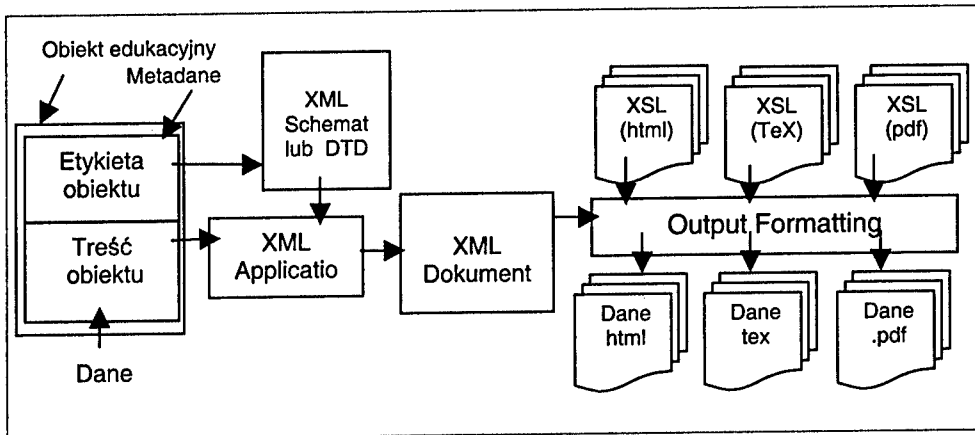 Obiekt edukacyjny
Metadane
Etykieta
obiektu
Treść
obiektu
Dane
XML
Schemat
lub DTD
XML
Applicatio
XML
Dokument
XSL
(html)
XSL
(TeX)
XSL
(pdf)
Output Formatting
Dane
html
Dane
tex
Dane
.pdf